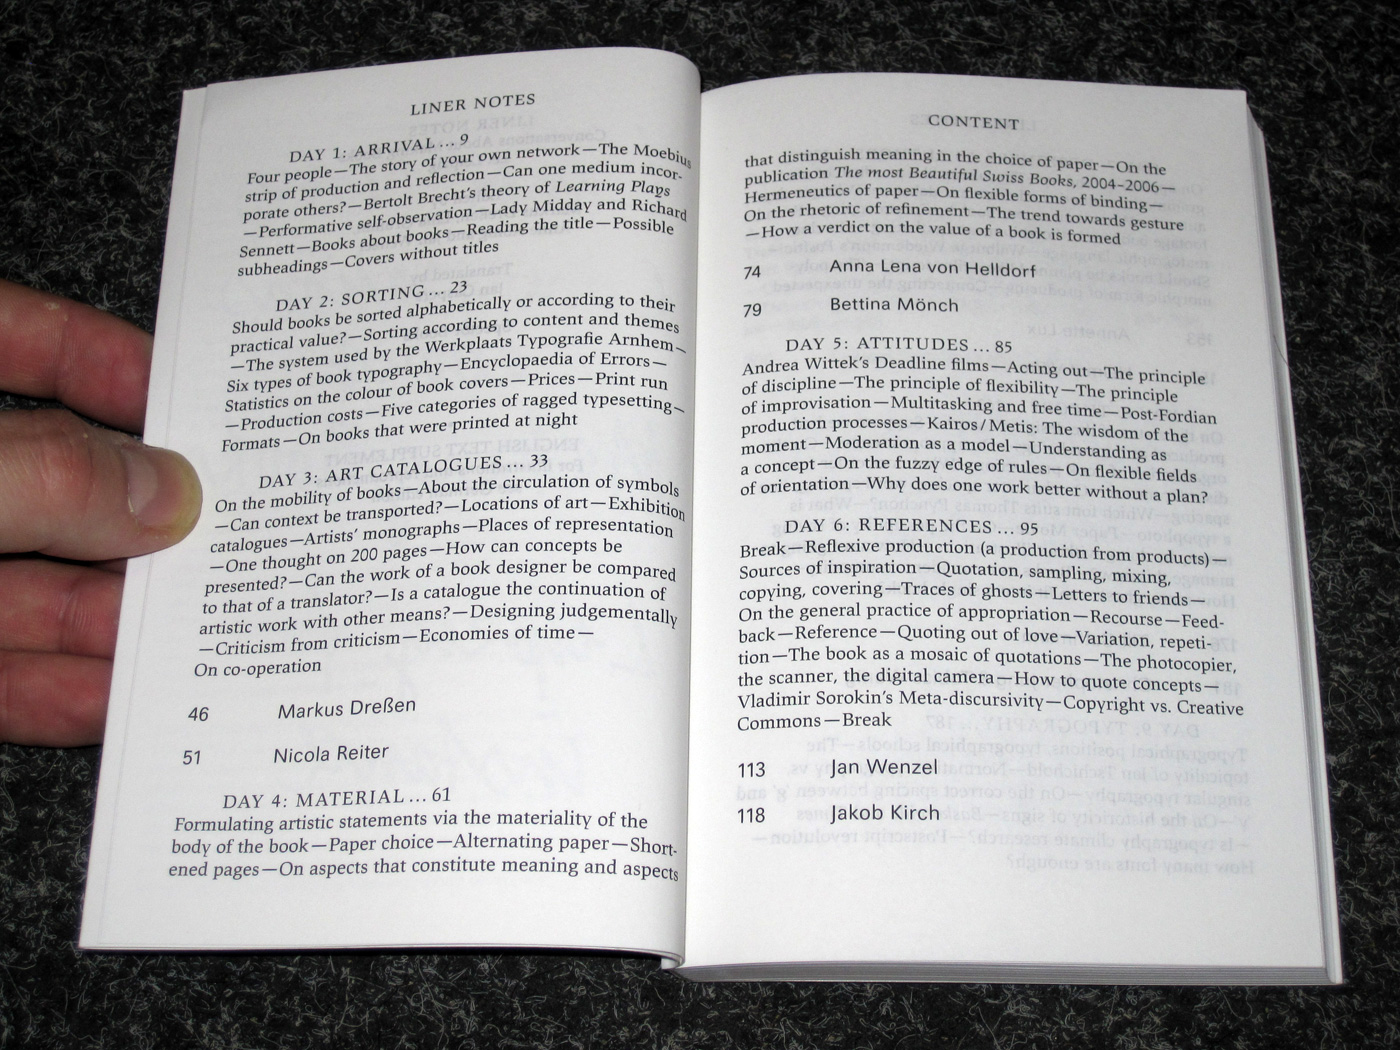 LINER NOTES
DAY 1: ARRIVAL ... 9
Four people—The story of your own network—The Moebius
strip of production and reflection—Can one medium incor-
porate others?—Bertolt Brecht's theory of Learning Plays
—Performative self-observation—Lady Midday and Richard
Sennett—Books about books—Reading the title—Possible
subheadings—Covers without titles
DAY 2: SORTING ... 23
Should books be sorted alphabetically or according to their
practical value?—Sorting according to content and themes
—The system used by the Werkplaats Typografie Arnhem—
Six types of book typography—Encyclopaedia of Errors—
Statistics on the colour of book covers—Prices—Print run
—Production costs—Five categories of ragged typesetting—
Formats—On books that were printed at night
DAY 3: ART CATALOGUES ... 33
On the mobility of books—About the circulation of symbols
—Can context be transported?—Locations of art—Exhibition
catalogues—Artists' monographs—Places of representation
—One thought on 200 pages—How can concepts be
presented?—Can the work of a book designer be compared
to that of a translator?—Is a catalogue the continuation of
artistic work with other means?—Designing judgementally
—Criticism from criticism—Economies of time—
On co-operation
46 Markus Dreßen
51 Nicola Reiter
DAY 4: MATERIAL ... 61
Formulating artistic statements via the materiality of the
body of the book—Paper choice—Alternating paper—Short-
ened pages—On aspects that constitute meaning and aspects
CONTENT
that distinguish meaning in the choice of paper—On the
publication The most Beautiful Swiss Books, 2004–2006—
Hermeneutics of paper—On flexible forms of binding—
On the rhetoric of refinement—The trend towards gesture
—How a verdict on the value of a book is formed
74 Anna Lena von Helldorf
79 Bettina Mönch
DAY 5: ATTITUDES ... 85
Andrea Wittek's Deadline films—Acting out—The principle
of discipline—The principle of flexibility—The principle
of improvisation—Multitasking and free time—Post-Fordian
production processes—Kairos/Metis: The wisdom of the
moment—Moderation as a model—Understanding as
a concept—On the fuzzy edge of rules—On flexible fields
of orientation—Why does one work better without a plan?
DAY 6: REFERENCES ... 95
Break—Reflexive production (a production from products)—
Sources of inspiration—Quotation, sampling, mixing,
copying, covering—Traces of ghosts—Letters to friends—
On the general practice of appropriation—Recourse—Feed-
back—Reference—Quoting out of love—Variation, repeti-
tion—The book as a mosaic of quotations—The photocopier,
the scanner, the digital camera—How to quote concepts—
Vladimir Sorokin's Meta-discursivity—Copyright vs. Creative
Commons—Break
113 Jan Wenzel
118 Jakob Kirch